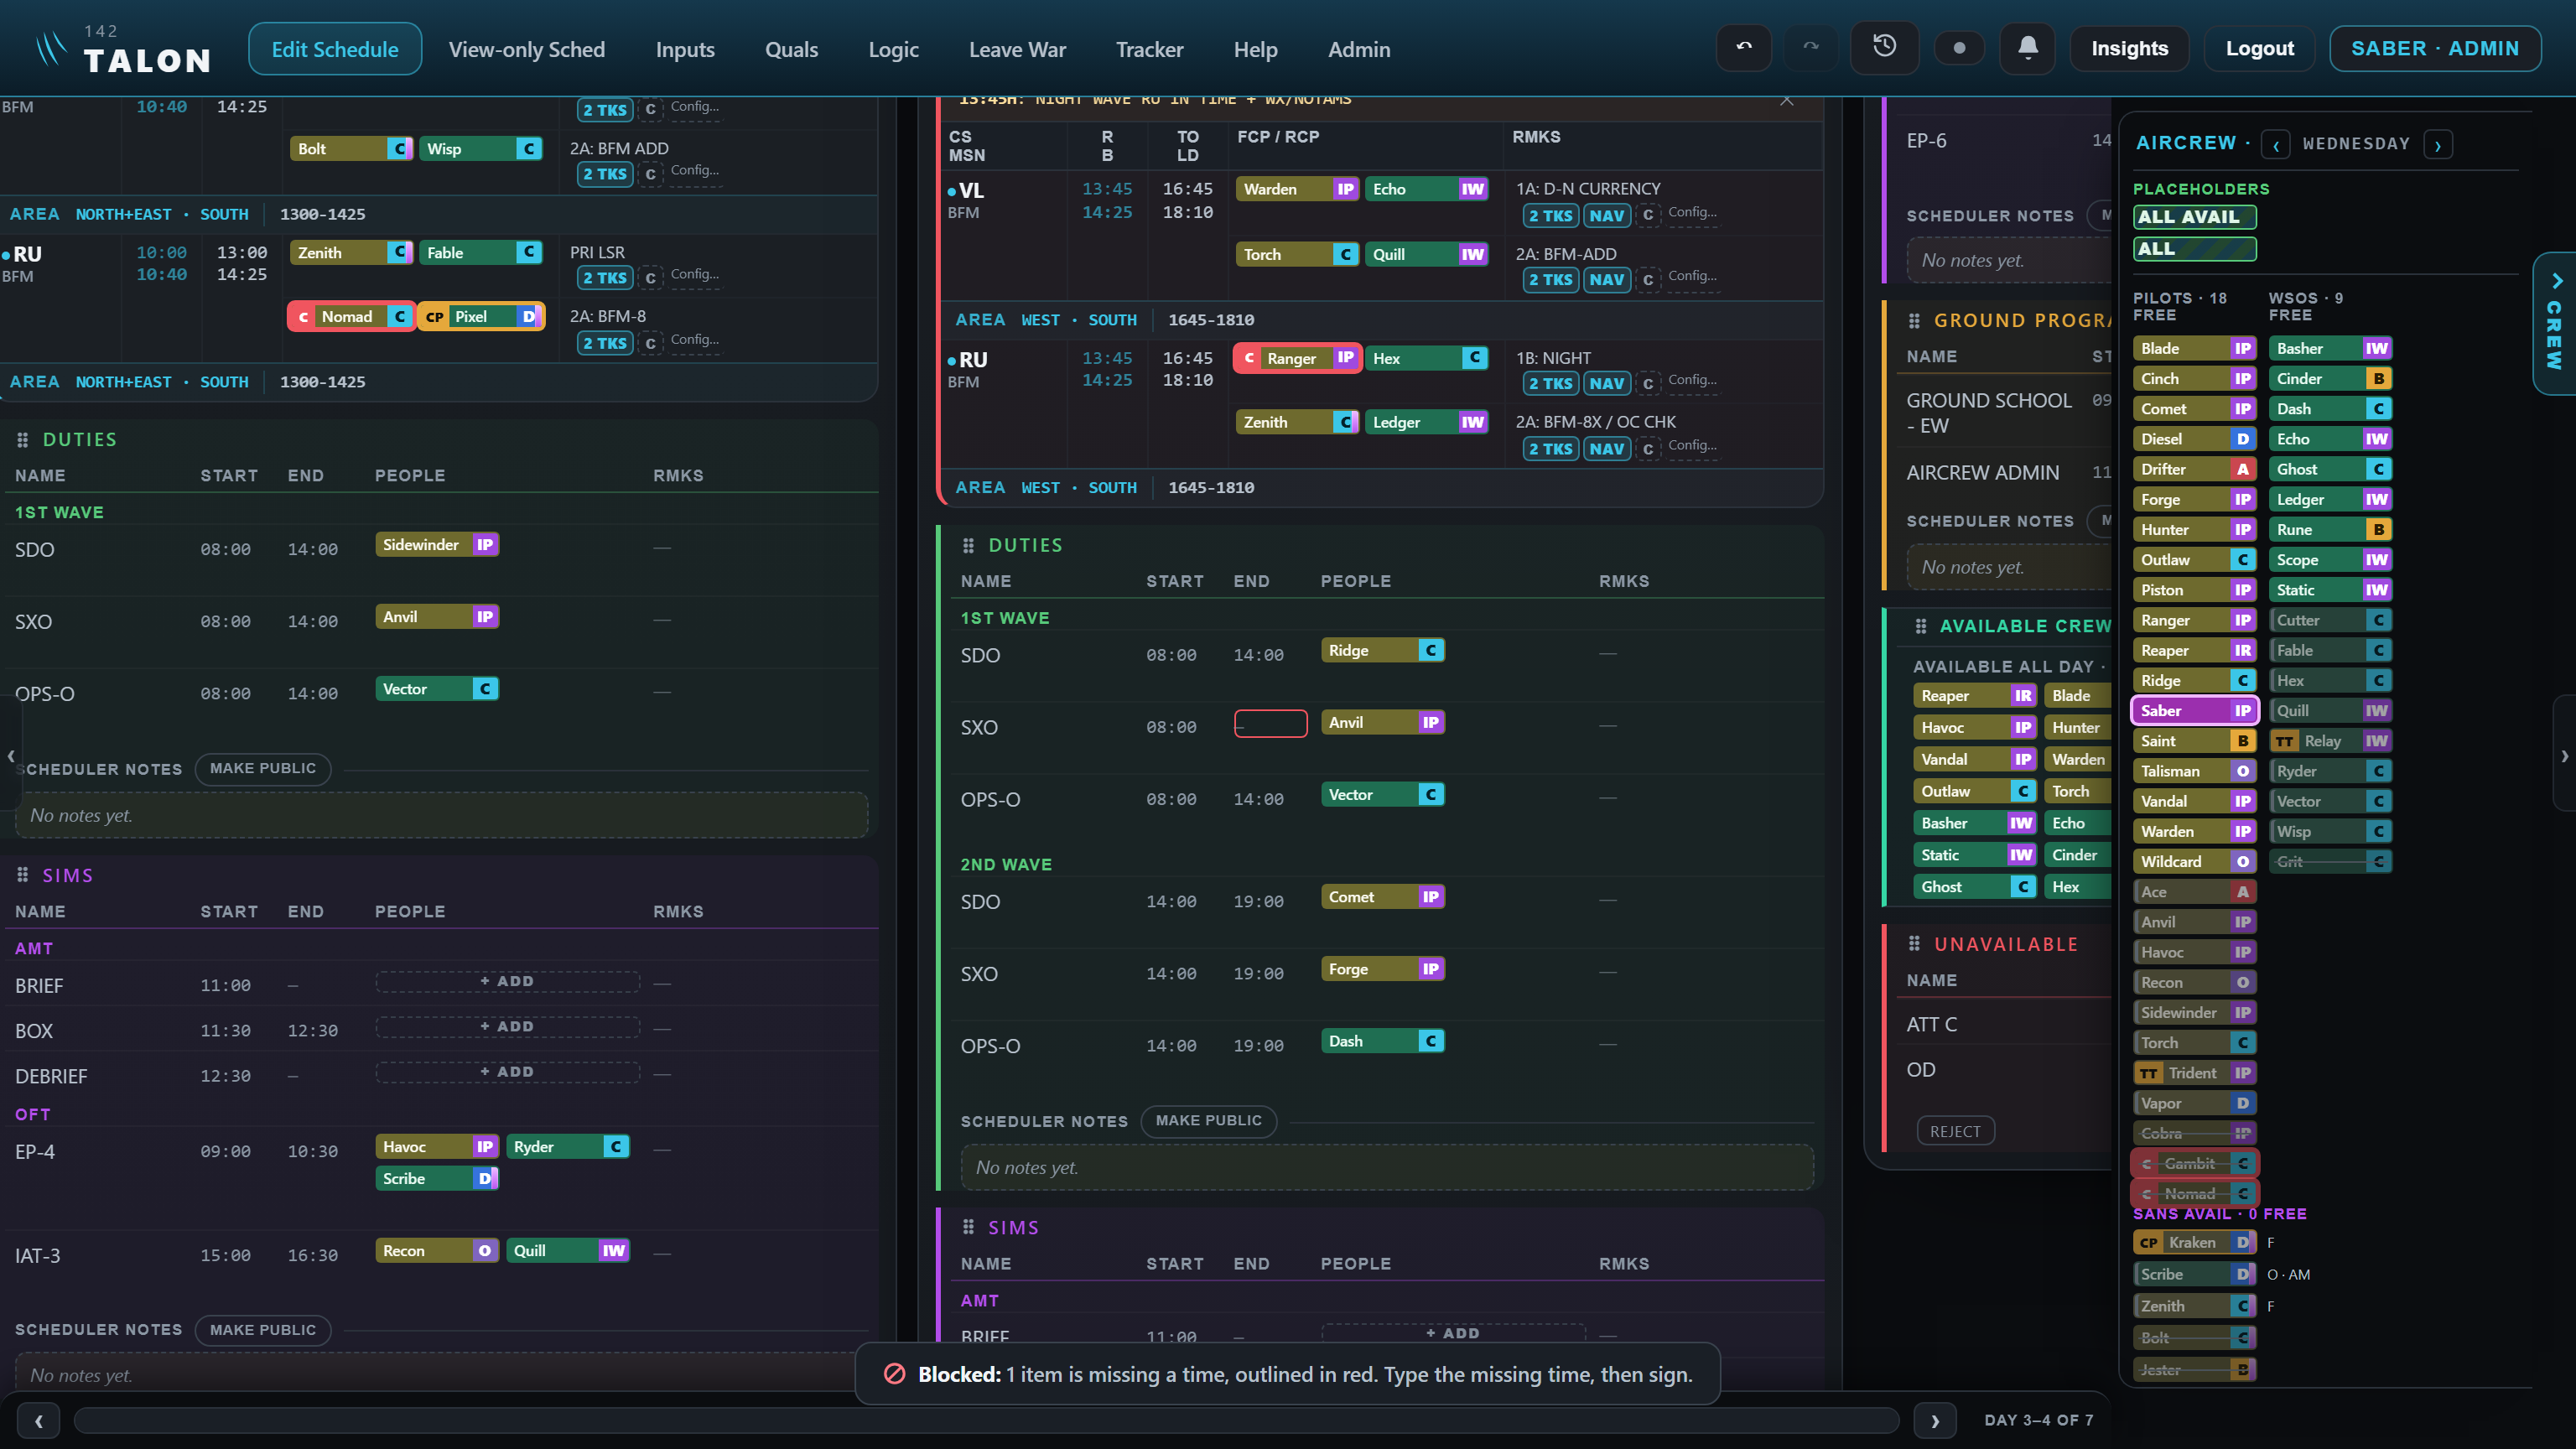 142
TALON
Edit Schedule
View-only Sched
Inputs
Quals
Logic
Leave War
Tracker
Help
Admin
Insights
Logout
SABER · ADMIN
BFM 10:40 14:25 2 TKS C Config...
Bolt C Wisp C 2A: BFM ADD
2 TKS C Config...
AREA NORTH+EAST · SOUTH 1300-1425
RU 10:00 13:00 Zenith C Fable C PRI LSR
BFM 10:40 14:25 2 TKS C Config...
C Nomad C CP Pixel D 2A: BFM-8
2 TKS C Config...
AREA NORTH+EAST · SOUTH 1300-1425
DUTIES
NAME START END PEOPLE RMKS
1ST WAVE
SDO 08:00 14:00 Sidewinder IP —
SXO 08:00 14:00 Anvil IP —
OPS-O 08:00 14:00 Vector C —
SCHEDULER NOTES MAKE PUBLIC
No notes yet.
SIMS
NAME START END PEOPLE RMKS
AMT
BRIEF 11:00 — + ADD —
BOX 11:30 12:30 + ADD —
DEBRIEF 12:30 — + ADD —
OFT
EP-4 09:00 10:30 Havoc IP Ryder C —
Scribe D
IAT-3 15:00 16:30 Recon O Quill IW —
SCHEDULER NOTES MAKE PUBLIC
No notes yet.
13:45H: NIGHT WAVE RU IN TIME + WX/NOTAMS
CS R TO FCP / RCP RMKS
MSN B LD
VL 13:45 16:45 Warden IP Echo IW 1A: D-N CURRENCY
BFM 14:25 18:10 2 TKS NAV C Config...
Torch C Quill IW 2A: BFM-ADD
2 TKS NAV C Config...
AREA WEST · SOUTH 1645-1810
RU 13:45 16:45 C Ranger IP Hex C 1B: NIGHT
BFM 14:25 18:10 2 TKS NAV C Config...
Zenith C Ledger IW 2A: BFM-8X / OC CHK
2 TKS NAV C Config...
AREA WEST · SOUTH 1645-1810
DUTIES
NAME START END PEOPLE RMKS
1ST WAVE
SDO 08:00 14:00 Ridge C —
SXO 08:00 — Anvil IP —
OPS-O 08:00 14:00 Vector C —
2ND WAVE
SDO 14:00 19:00 Comet IP —
SXO 14:00 19:00 Forge IP —
OPS-O 14:00 19:00 Dash C —
SCHEDULER NOTES MAKE PUBLIC
No notes yet.
SIMS
NAME START END PEOPLE RMKS
AMT
BRIEF 11:00 — + ADD —
EP-6 14
SCHEDULER NOTES M
No notes yet.
GROUND PROGRA
NAME ST
GROUND SCHOOL 09
- EW
AIRCREW ADMIN 11
SCHEDULER NOTES M
No notes yet.
AVAILABLE CREW
AVAILABLE ALL DAY ·
Reaper IR Blade
Havoc IP Hunter
Vandal IP Warden
Outlaw C Torch
Basher IW Echo
Static IW Cinder
Ghost C Hex
UNAVAILABLE
NAME
ATT C
OD
REJECT
AIRCREW · ‹ WEDNESDAY ›
PLACEHOLDERS
ALL AVAIL
ALL
PILOTS · 18 WSOS · 9
FREE FREE
Blade IP Basher IW
Cinch IP Cinder B
Comet IP Dash C
Diesel D Echo IW
Drifter A Ghost C
Forge IP Ledger IW
Hunter IP Rune B
Outlaw C Scope IW
Piston IP Static IW
Ranger IP Cutter C
Reaper IR Fable C
Ridge C Hex C
Saber IP Quill IW
Saint B TT Relay IW
Talisman O Ryder C
Vandal IP Vector C
Warden IP Wisp C
Wildcard O Grit C
Ace A
Anvil IP
Havoc IP
Recon O
Sidewinder IP
Torch C
TT Trident IP
Vapor D
Cobra IP
C Gambit C
C Nomad C
SANS AVAIL · 0 FREE
CP Kraken D F
Scribe D O · AM
Zenith C F
Bolt C
Jester B
CREW
Blocked: 1 item is missing a time, outlined in red. Type the missing time, then sign.
DAY 3–4 OF 7